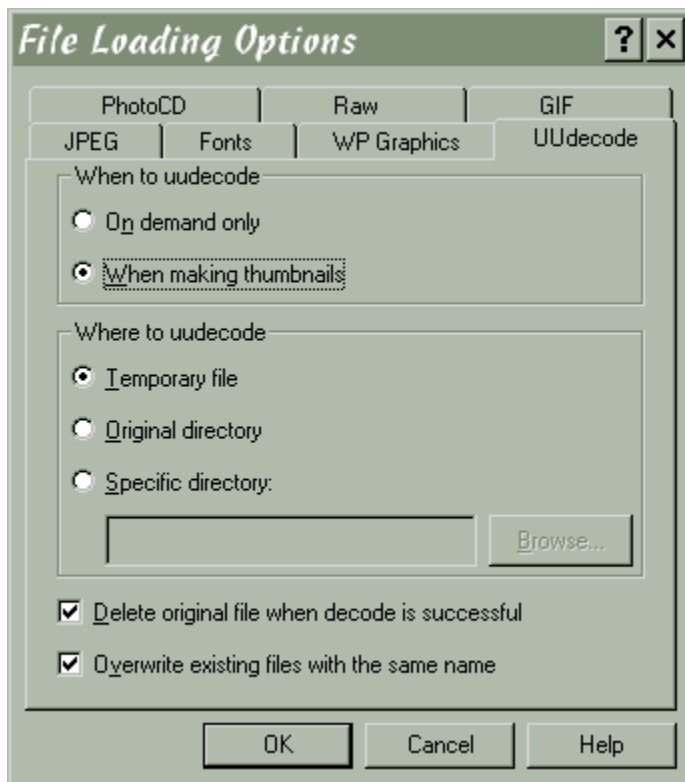 File Loading Options ? ×
PhotoCD Raw GIF
JPEG Fonts WP Graphics UUdecode
When to uudecode
On demand only
When making thumbnails
Where to uudecode
Temporary file
Original directory
Specific directory:
Browse...
Delete original file when decode is successful
Overwrite existing files with the same name
OK Cancel Help